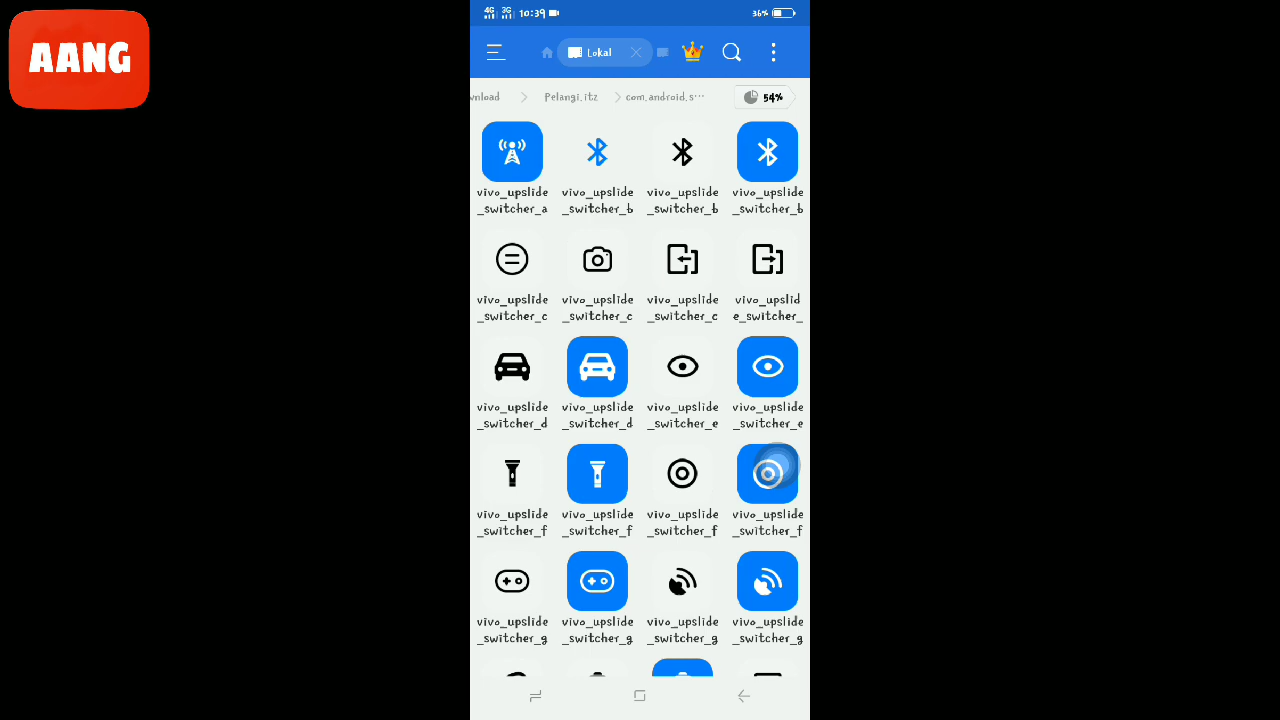 AANG
4G 3G 10:39
36%
Lokal
wnload
Pelangi.itz
com.android.s...
54%
vivo_upslide
_switcher_a
vivo_upslide
_switcher_b
vivo_upslide
_switcher_b
vivo_upslide
_switcher_b
vivo_upslide
_switcher_c
vivo_upslide
_switcher_c
vivo_upslide
_switcher_c
vivo_upslid
e_switcher_
vivo_upslide
_switcher_d
vivo_upslide
_switcher_d
vivo_upslide
_switcher_e
vivo_upslide
_switcher_e
vivo_upslide
_switcher_f
vivo_upslide
_switcher_f
vivo_upslide
_switcher_f
vivo_upslide
_switcher_f
vivo_upslide
_switcher_g
vivo_upslide
_switcher_g
vivo_upslide
_switcher_g
vivo_upslide
_switcher_g